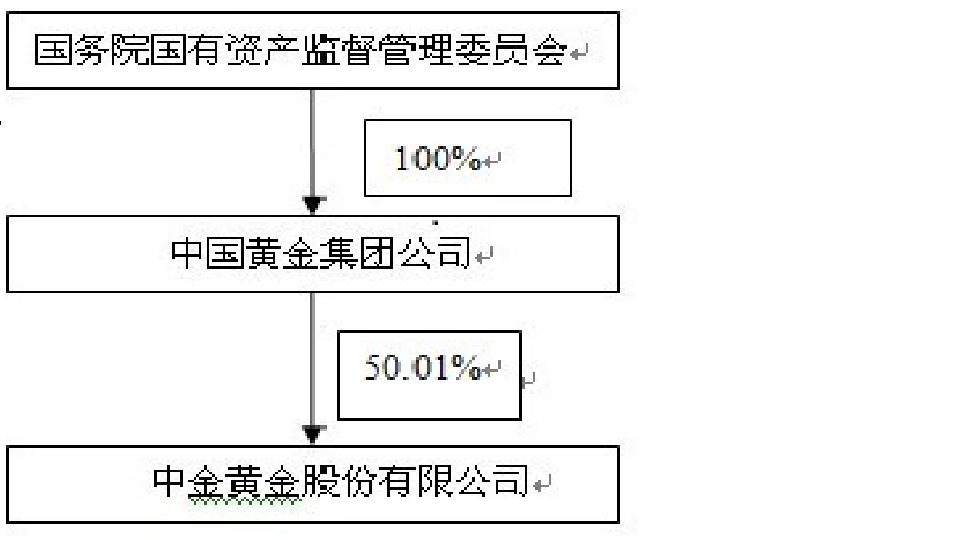 国务院国有资产监督管理委员会
100%
中国黄金集团公司
50.01%
中金黄金股份有限公司